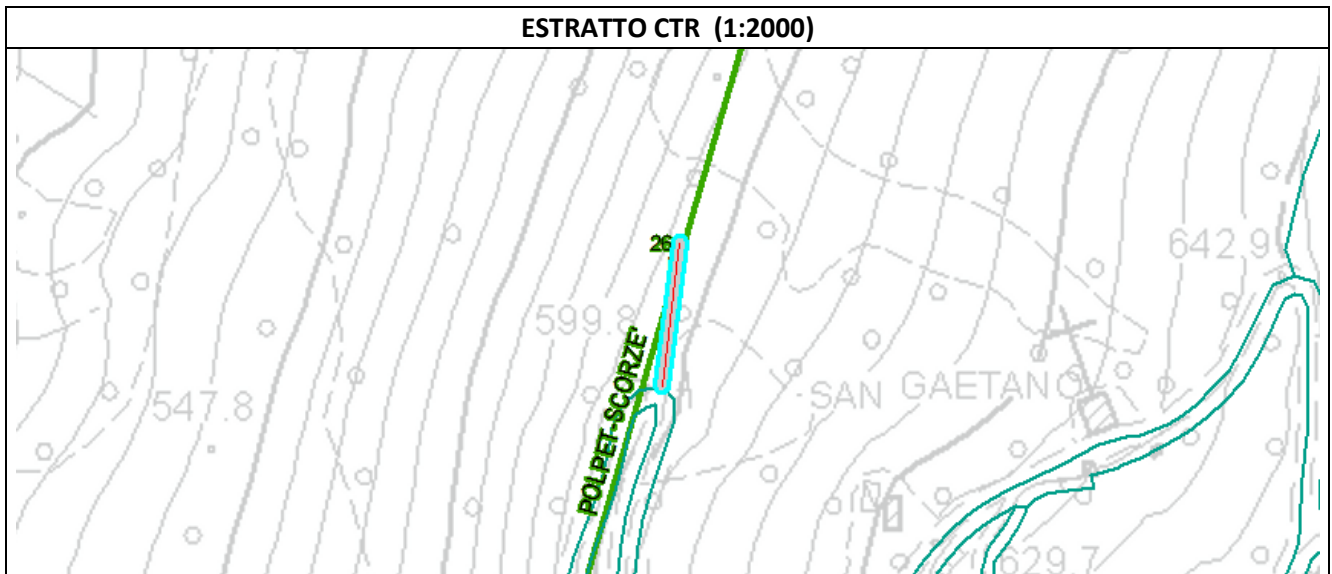 ESTRATTO CTR (1:2000)
642.9
26
599.8
POLPET-SCORZE'
547.8
SAN GAETANO
629.7